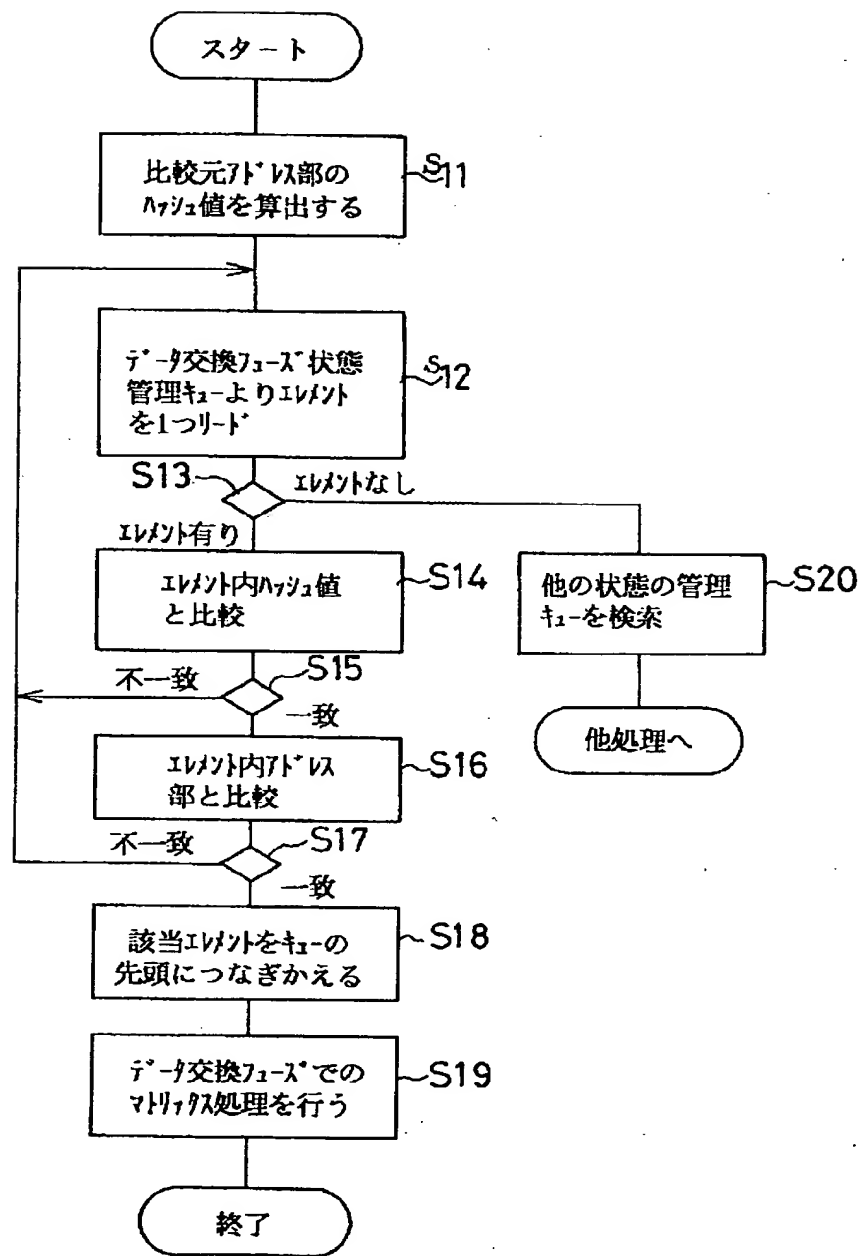 スタート
比較元アドレス部の
ハッシュ値を算出する
S11
データ交換フェーズ状態
管理キューよりエレメント
を1つリード
S12
S13
エレメントなし
エレメント有り
エレメント内ハッシュ値
と比較
S14
他の状態の管理
キューを検索
S20
不一致
S15
一致
他処理へ
エレメント内アドレス
部と比較
S16
不一致
S17
一致
該当エレメントをキューの
先頭につなぎかえる
S18
データ交換フェーズでの
マトリックス処理を行う
S19
終了